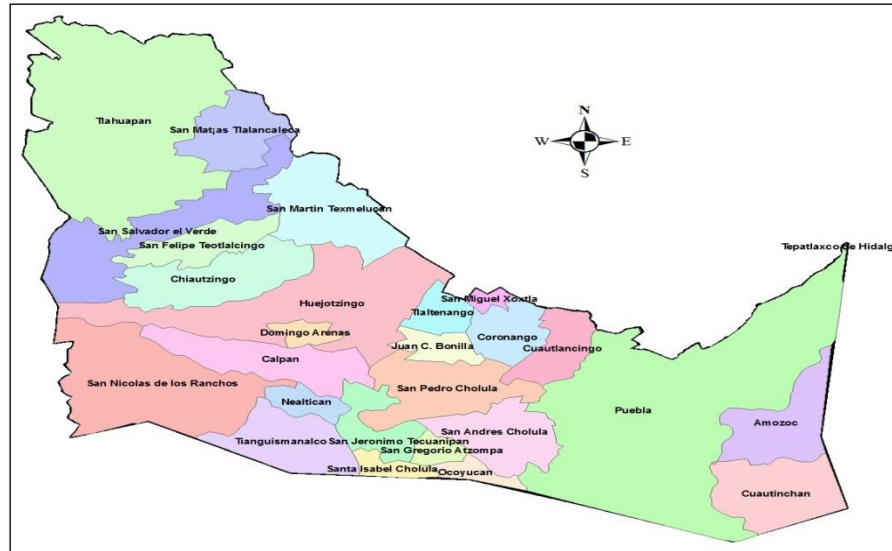 N
W E
S
Tlahuapan
San Mat¡as Tlalancaleca
San Martin Texmelucan
San Salvador el Verde
San Felipe Teotlalcingo
Chiautzingo
Tepatlaxco de Hidalg
Huejotzingo
San Miguel Xoxtla
Tlaltenango
Domingo Arenas
Coronango
Juan C. Bonilla
Cuautlancingo
Calpan
San Nicolas de los Ranchos
San Pedro Cholula
Nealtican
Puebla
Amozoc
San Andres Cholula
Tianguismanalco
San Jeronimo Tecuanipan
San Gregorio Atzompa
Santa Isabel Cholula
Ocoyucan
Cuautinchan